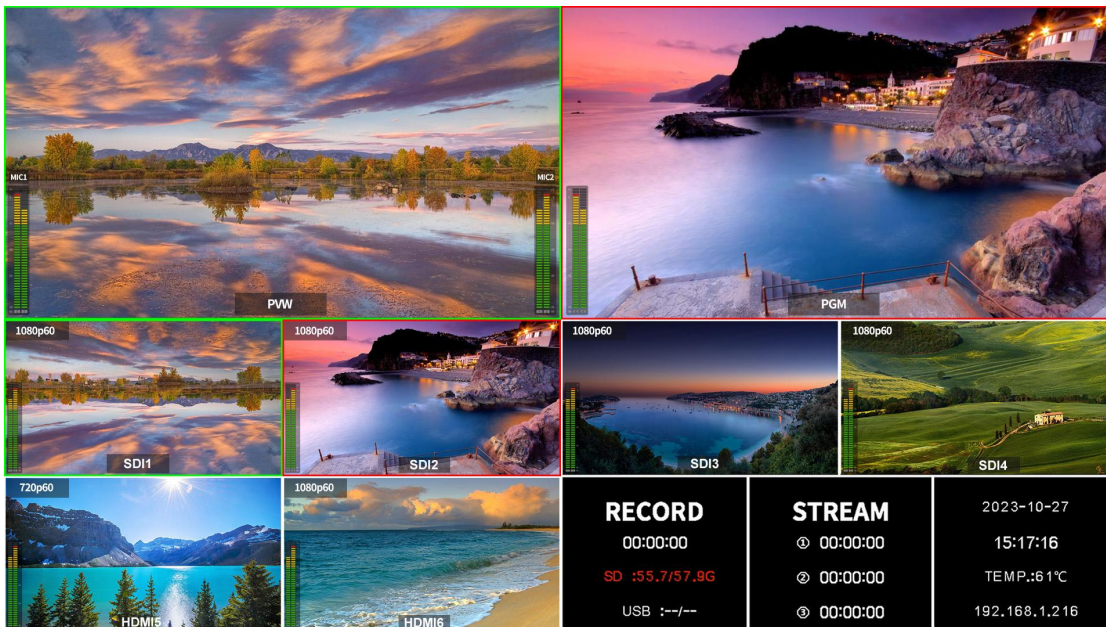 MIC1
MIC2
PVW
PGM
1080p60
1080p60
1080p60
1080p60
SDI1
SDI2
SDI3
SDI4
720p60
1080p60
HDMI5
HDMI6
RECORD
00:00:00
SD :55.7/57.9G
USB :--/--
STREAM
① 00:00:00
② 00:00:00
③ 00:00:00
2023-10-27
15:17:16
TEMP.:61℃
192.168.1.216